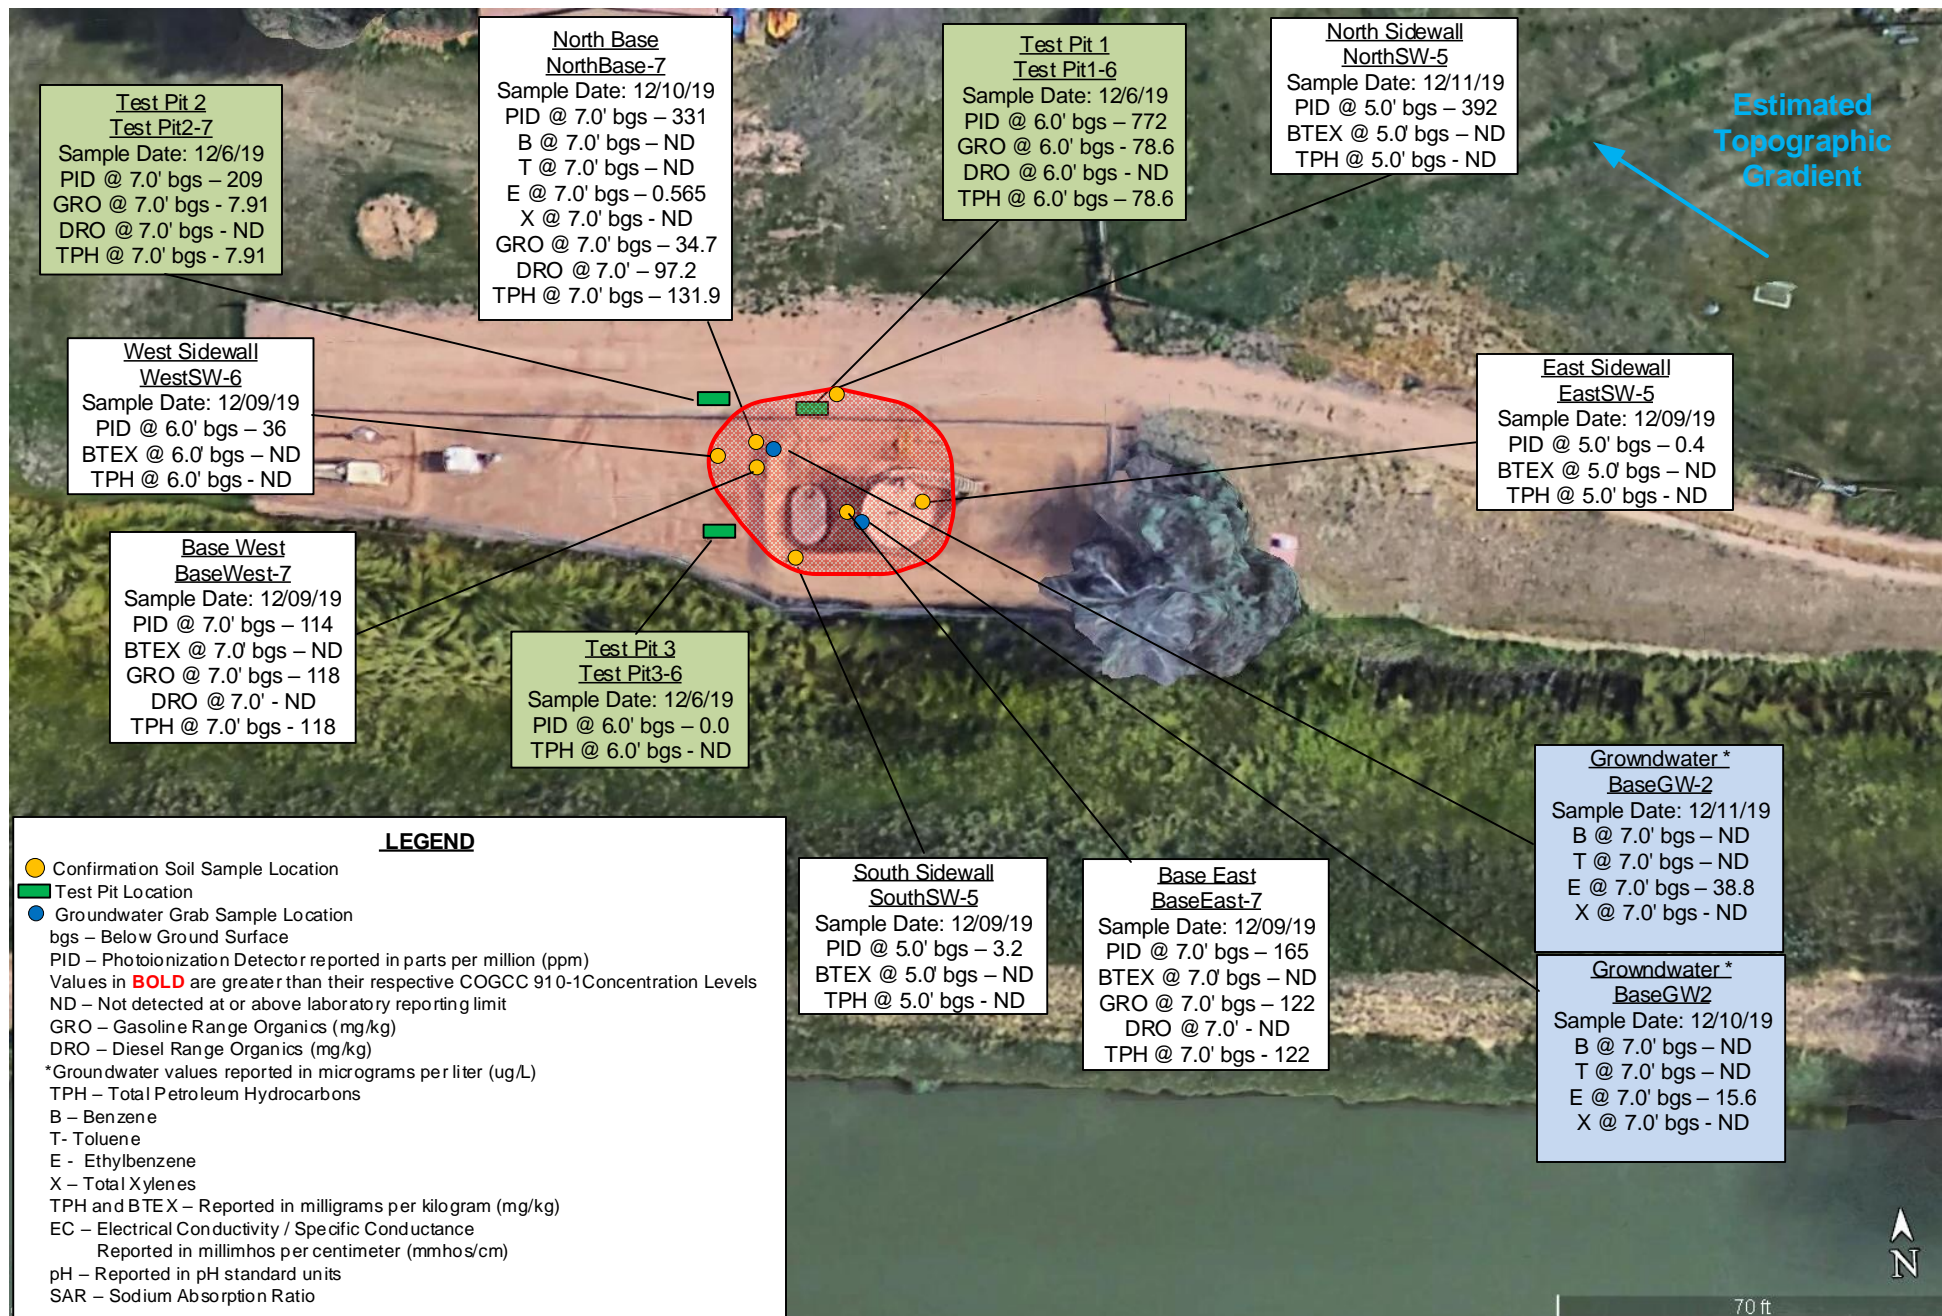 North Base
NorthBase-7
Sample Date: 12/10/19
PID @ 7.0' bgs – 331
B @ 7.0' bgs – ND
T @ 7.0' bgs – ND
E @ 7.0' bgs – 0.565
X @ 7.0' bgs - ND
GRO @ 7.0' bgs – 34.7
DRO @ 7.0' – 97.2
TPH @ 7.0' bgs – 131.9
Test Pit 1
Test Pit1-6
Sample Date: 12/6/19
PID @ 6.0' bgs – 772
GRO @ 6.0' bgs - 78.6
DRO @ 6.0' bgs - ND
TPH @ 6.0' bgs – 78.6
North Sidewall
NorthSW-5
Sample Date: 12/11/19
PID @ 5.0' bgs – 392
BTEX @ 5.0' bgs – ND
TPH @ 5.0' bgs - ND
Estimated
Topographic
Gradient
Test Pit 2
Test Pit2-7
Sample Date: 12/6/19
PID @ 7.0' bgs – 209
GRO @ 7.0' bgs - 7.91
DRO @ 7.0' bgs - ND
TPH @ 7.0' bgs - 7.91
West Sidewall
WestSW-6
Sample Date: 12/09/19
PID @ 6.0' bgs – 36
BTEX @ 6.0' bgs – ND
TPH @ 6.0' bgs - ND
East Sidewall
EastSW-5
Sample Date: 12/09/19
PID @ 5.0' bgs – 0.4
BTEX @ 5.0' bgs – ND
TPH @ 5.0' bgs - ND
Base West
BaseWest-7
Sample Date: 12/09/19
PID @ 7.0' bgs – 114
BTEX @ 7.0' bgs – ND
GRO @ 7.0' bgs – 118
DRO @ 7.0' - ND
TPH @ 7.0' bgs - 118
Test Pit 3
Test Pit3-6
Sample Date: 12/6/19
PID @ 6.0' bgs – 0.0
TPH @ 6.0' bgs - ND
Growndwater *
BaseGW-2
Sample Date: 12/11/19
B @ 7.0' bgs – ND
T @ 7.0' bgs – ND
E @ 7.0' bgs – 38.8
X @ 7.0' bgs - ND
Growndwater *
BaseGW2
Sample Date: 12/10/19
B @ 7.0' bgs – ND
T @ 7.0' bgs – ND
E @ 7.0' bgs – 15.6
X @ 7.0' bgs - ND
South Sidewall
SouthSW-5
Sample Date: 12/09/19
PID @ 5.0' bgs – 3.2
BTEX @ 5.0' bgs – ND
TPH @ 5.0' bgs - ND
Base East
BaseEast-7
Sample Date: 12/09/19
PID @ 7.0' bgs – 165
BTEX @ 7.0' bgs – ND
GRO @ 7.0' bgs – 122
DRO @ 7.0' - ND
TPH @ 7.0' bgs - 122
LEGEND
Confirmation Soil Sample Location
Test Pit Location
Groundwater Grab Sample Location
bgs – Below Ground Surface
PID – Photoionization Detector reported in parts per million (ppm)
Values in BOLD are greater than their respective COGCC 910-1Concentration Levels
ND – Not detected at or above laboratory reporting limit
GRO – Gasoline Range Organics (mg/kg)
DRO – Diesel Range Organics (mg/kg)
*Groundwater values reported in micrograms per liter (ug/L)
TPH – Total Petroleum Hydrocarbons
B – Benzene
T- Toluene
E - Ethylbenzene
X – Total Xylenes
TPH and BTEX – Reported in milligrams per kilogram (mg/kg)
EC – Electrical Conductivity / Specific Conductance
Reported in millimhos per centimeter (mmhos/cm)
pH – Reported in pH standard units
SAR – Sodium Absorption Ratio
N
70 ft